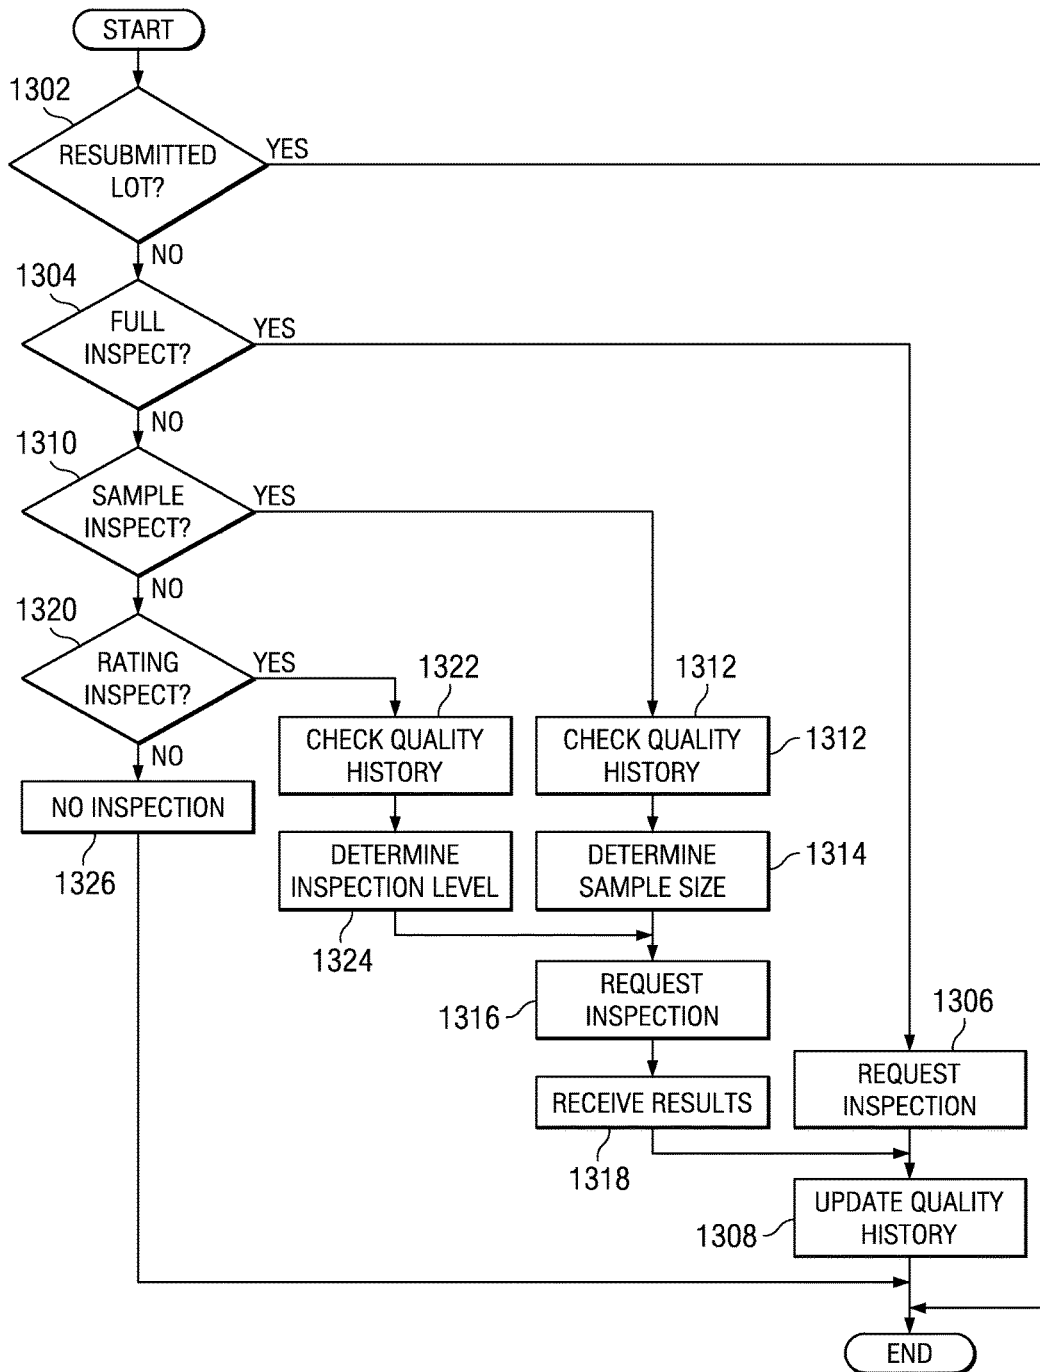 START
1302
RESUBMITTED
LOT?
YES
NO
1304
FULL
INSPECT?
YES
NO
1310
SAMPLE
INSPECT?
YES
NO
1320
RATING
INSPECT?
YES
NO
1322
CHECK QUALITY
HISTORY
1312
CHECK QUALITY
HISTORY
1312
NO INSPECTION
1326
DETERMINE
INSPECTION LEVEL
1324
DETERMINE
SAMPLE SIZE
1314
REQUEST
INSPECTION
1316
1306
REQUEST
INSPECTION
RECEIVE RESULTS
1318
UPDATE QUALITY
HISTORY
1308
END